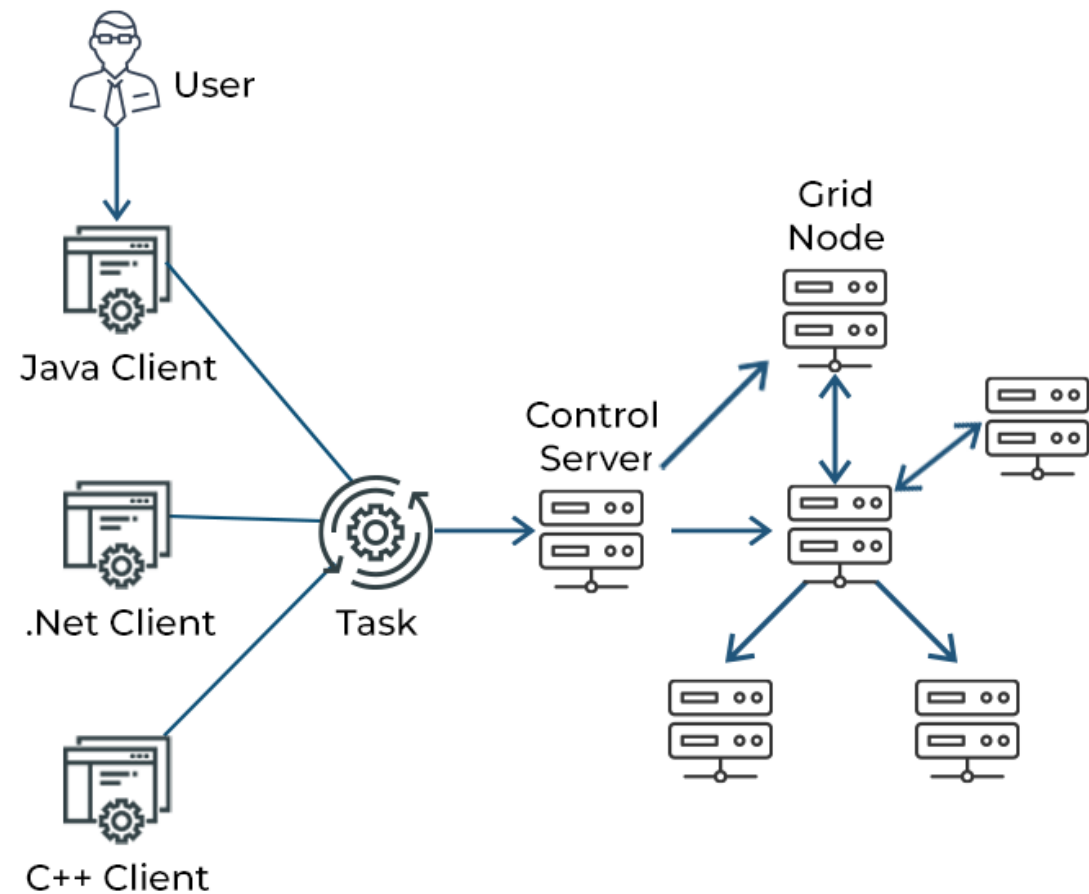 User
Java Client
.Net Client
C++ Client
Task
Control
Server
Grid
Node